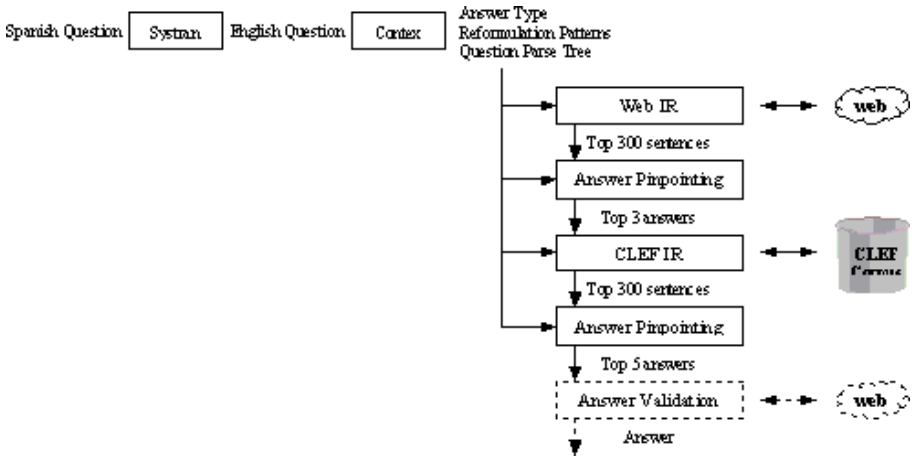 Spanish Question
Systran
English Question
Contex
Answer Type
Reformulation Patterns
Question Parse Tree
Web IR
web
Top 300 sentences
Answer Pinpointing
Top 3 answers
CLEF IR
CLEF
Corpus
Top 300 sentences
Answer Pinpointing
Top 5 answers
Answer Validation
web
Answer